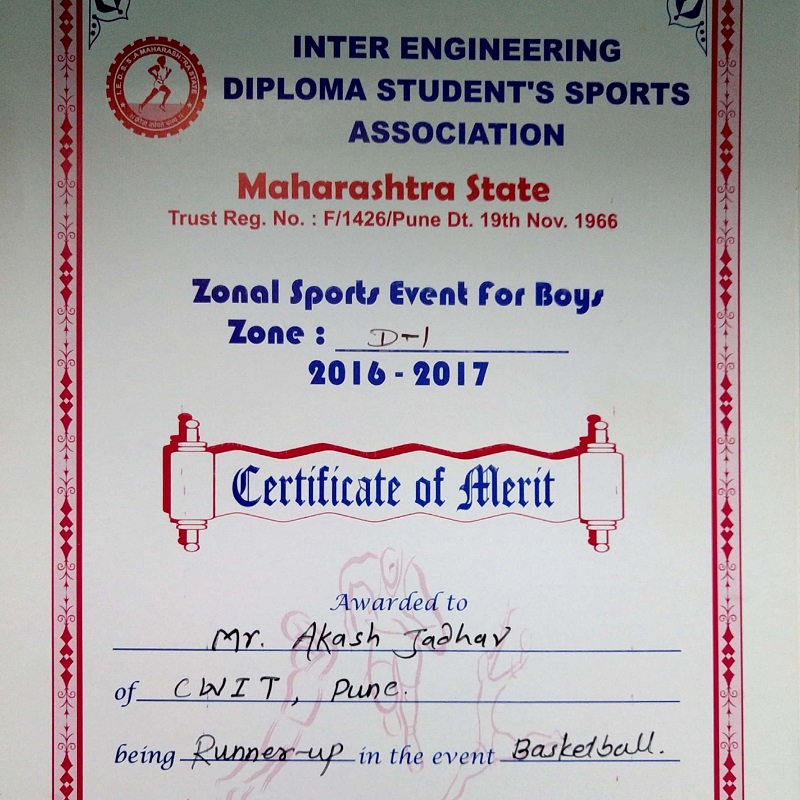 I.E.D.S.S.A MAHARASHTRA STATE
INTER ENGINEERING
DIPLOMA STUDENT'S SPORTS
ASSOCIATION
Maharashtra State
Trust Reg. No. : F/1426/Pune Dt. 19th Nov. 1966
Zonal Sports Event For Boys
Zone : D-1
2016 - 2017
Certificate of Merit
Awarded to
Mr. Akash Jadhav
of CWIT, Pune.
being Runner-up in the event Basketball.